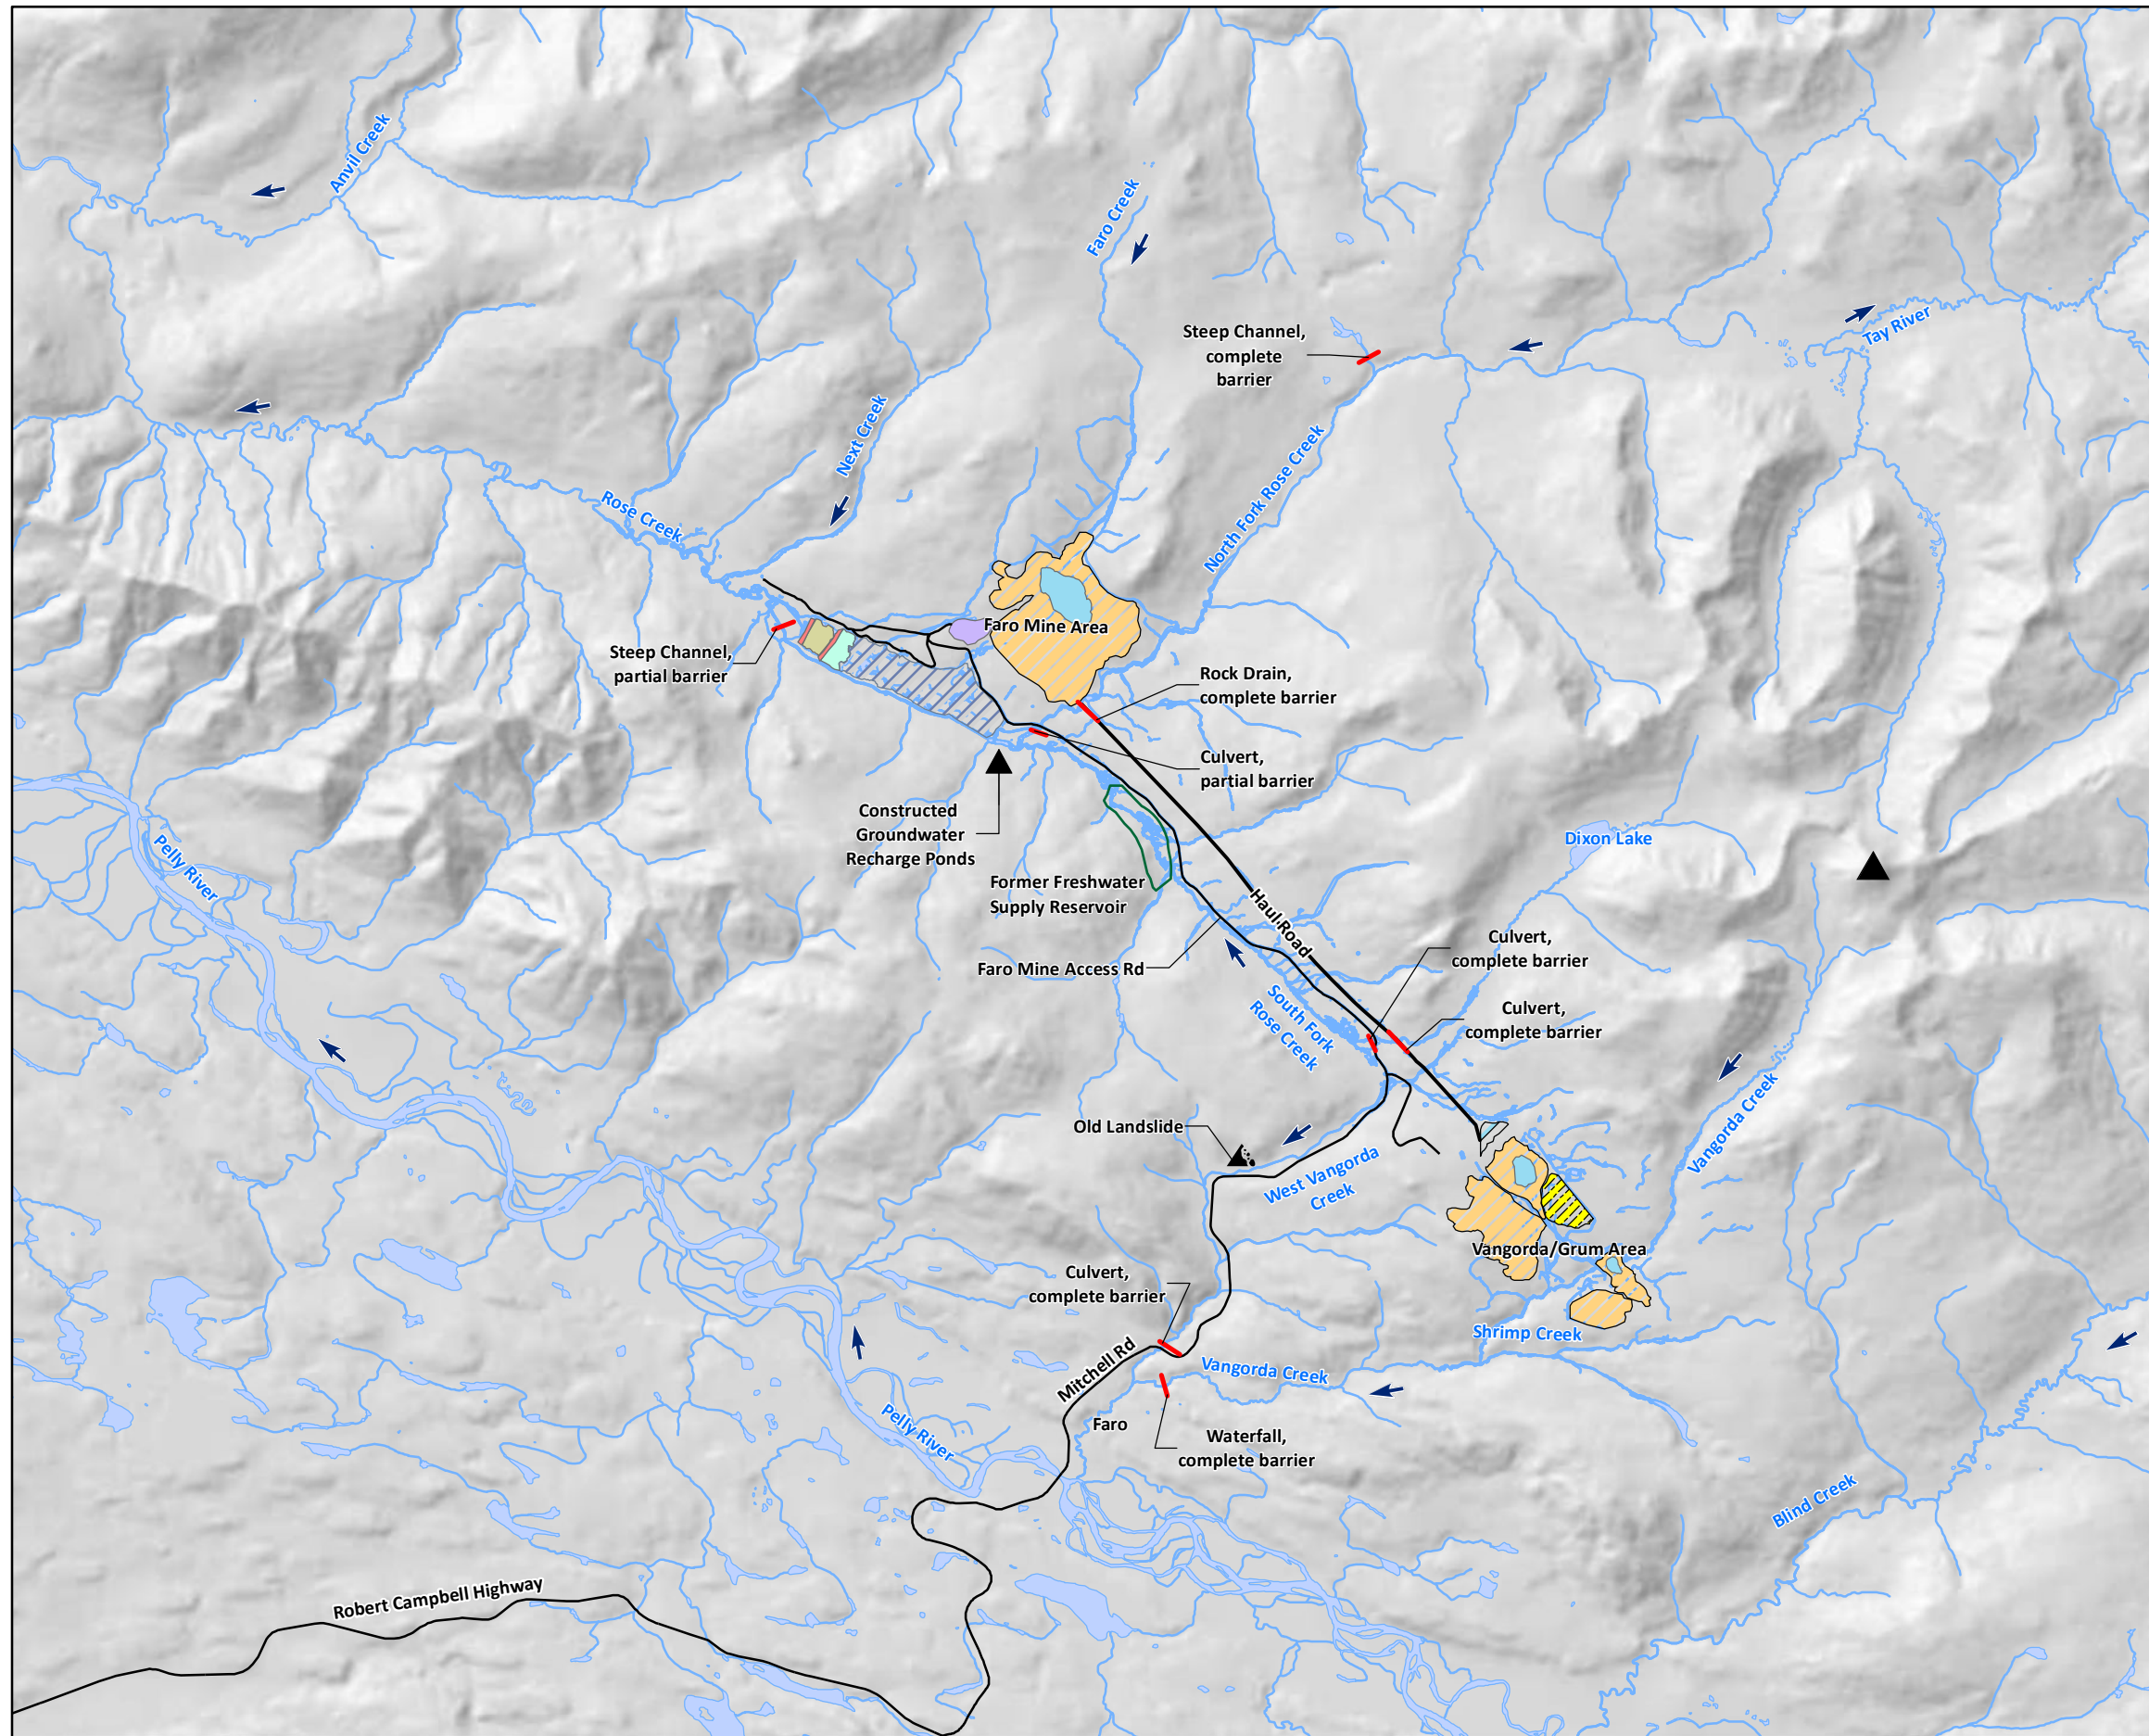 Anvil Creek
Faro Creek
Steep Channel,
complete
barrier
Tay River
Next Creek
North Fork Rose Creek
Rose Creek
Faro Mine Area
Steep Channel,
partial barrier
Rock Drain,
complete barrier
Culvert,
partial barrier
Constructed
Groundwater
Recharge Ponds
Pelly River
Dixon Lake
Former Freshwater
Supply Reservoir
Haul Road
Faro Mine Access Rd
Culvert,
complete barrier
Culvert,
complete barrier
South Fork
Rose Creek
Vangorda Creek
Old Landslide
West Vangorda
Creek
Vangorda/Grum Area
Culvert,
complete barrier
Shrimp Creek
Mitchell Rd
Vangorda Creek
Pelly River
Faro
Waterfall,
complete barrier
Blind Creek
Robert Campbell Highway